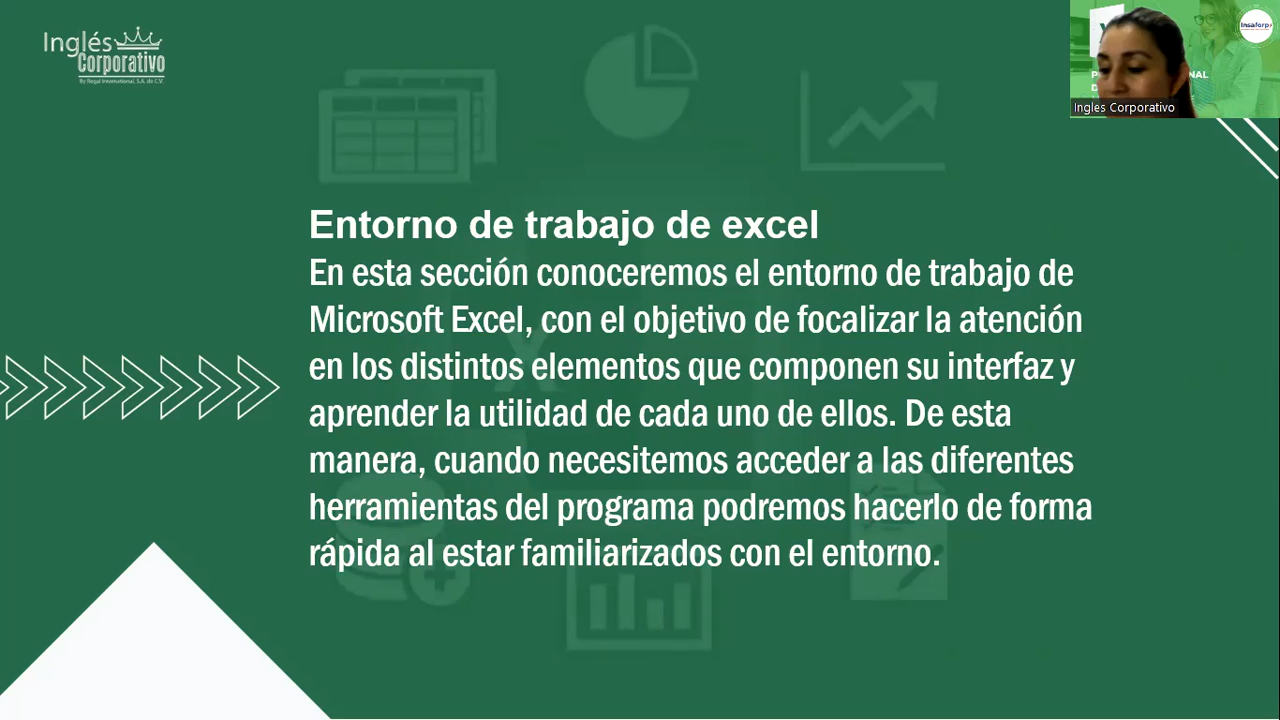 Inglés
Corporativo
By Regal International, S.A. de C.V.
Insaforp
NAL
Ingles Corporativo
Entorno de trabajo de excel
En esta sección conoceremos el entorno de trabajo de
Microsoft Excel, con el objetivo de focalizar la atención
en los distintos elementos que componen su interfaz y
aprender la utilidad de cada uno de ellos. De esta
manera, cuando necesitemos acceder a las diferentes
herramientas del programa podremos hacerlo de forma
rápida al estar familiarizados con el entorno.